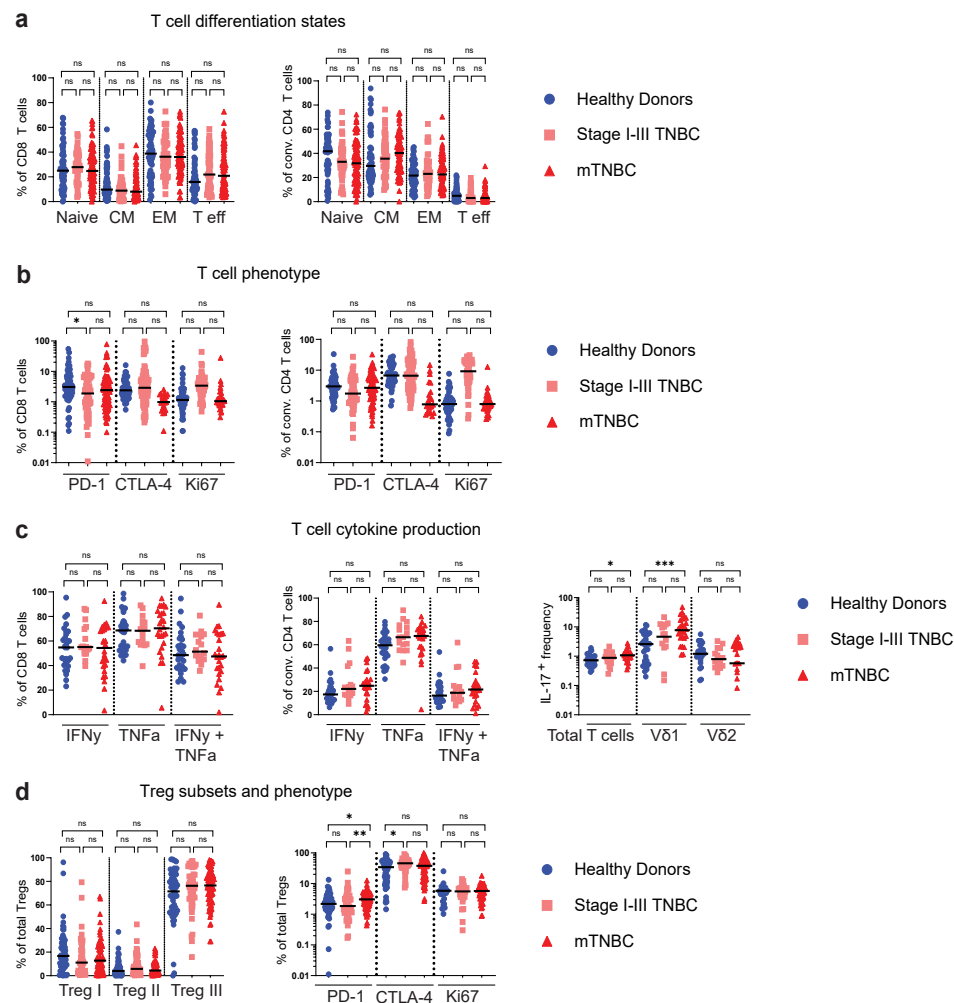 a
T cell differentiation states
ns
ns ns
ns
ns ns
ns
ns ns
ns
ns ns
% of CD8 T cells
100
80
60
40
20
0
Naive CM EM T eff
ns
ns ns
ns
ns ns
ns
ns ns
ns
ns ns
% of conv. CD4 T cells
100
80
60
40
20
0
Naive CM EM T eff
Healthy Donors
Stage I-III TNBC
mTNBC
b
T cell phenotype
ns
* ns
ns
ns ns
ns
ns ns
% of CD8 T cells
100
10
1
0.1
0.01
PD-1 CTLA-4 Ki67
ns
ns ns
ns
ns ns
ns
ns ns
% of conv. CD4 T cells
100
10
1
0.1
0.01
PD-1 CTLA-4 Ki67
Healthy Donors
Stage I-III TNBC
mTNBC
c
T cell cytokine production
ns
ns ns
ns
ns ns
ns
ns ns
% of CD8 T cells
100
80
60
40
20
0
IFNy TNFa IFNy +
TNFa
ns
ns ns
ns
ns ns
ns
ns ns
% of conv. CD4 T cells
100
80
60
40
20
0
IFNy TNFa IFNy +
TNFa
*
ns ns
***
ns ns
ns
ns ns
IL-17+ frequency
100
10
1
0.1
0.01
Total T cells Vδ1 Vδ2
Healthy Donors
Stage I-III TNBC
mTNBC
d
Treg subsets and phenotype
ns
ns ns
ns
ns ns
ns
ns ns
% of total Tregs
100
80
60
40
20
0
Treg I Treg II Treg III
*
ns **
ns
* ns
ns
ns ns
% of total Tregs
100
10
1
0.1
0.01
PD-1 CTLA-4 Ki67
Healthy Donors
Stage I-III TNBC
mTNBC